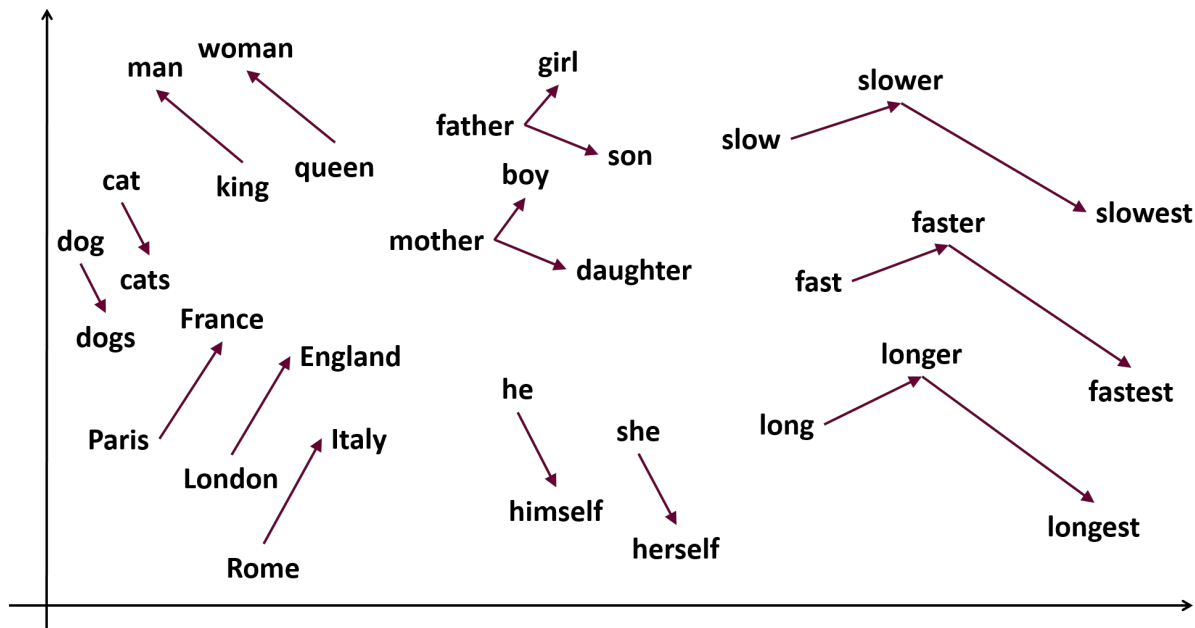 woman
man
king
queen
cat
cats
dog
dogs
France
England
Italy
Paris
London
Rome
girl
father
son
boy
mother
daughter
he
himself
she
herself
slower
slow
slowest
faster
fast
fastest
longer
long
longest